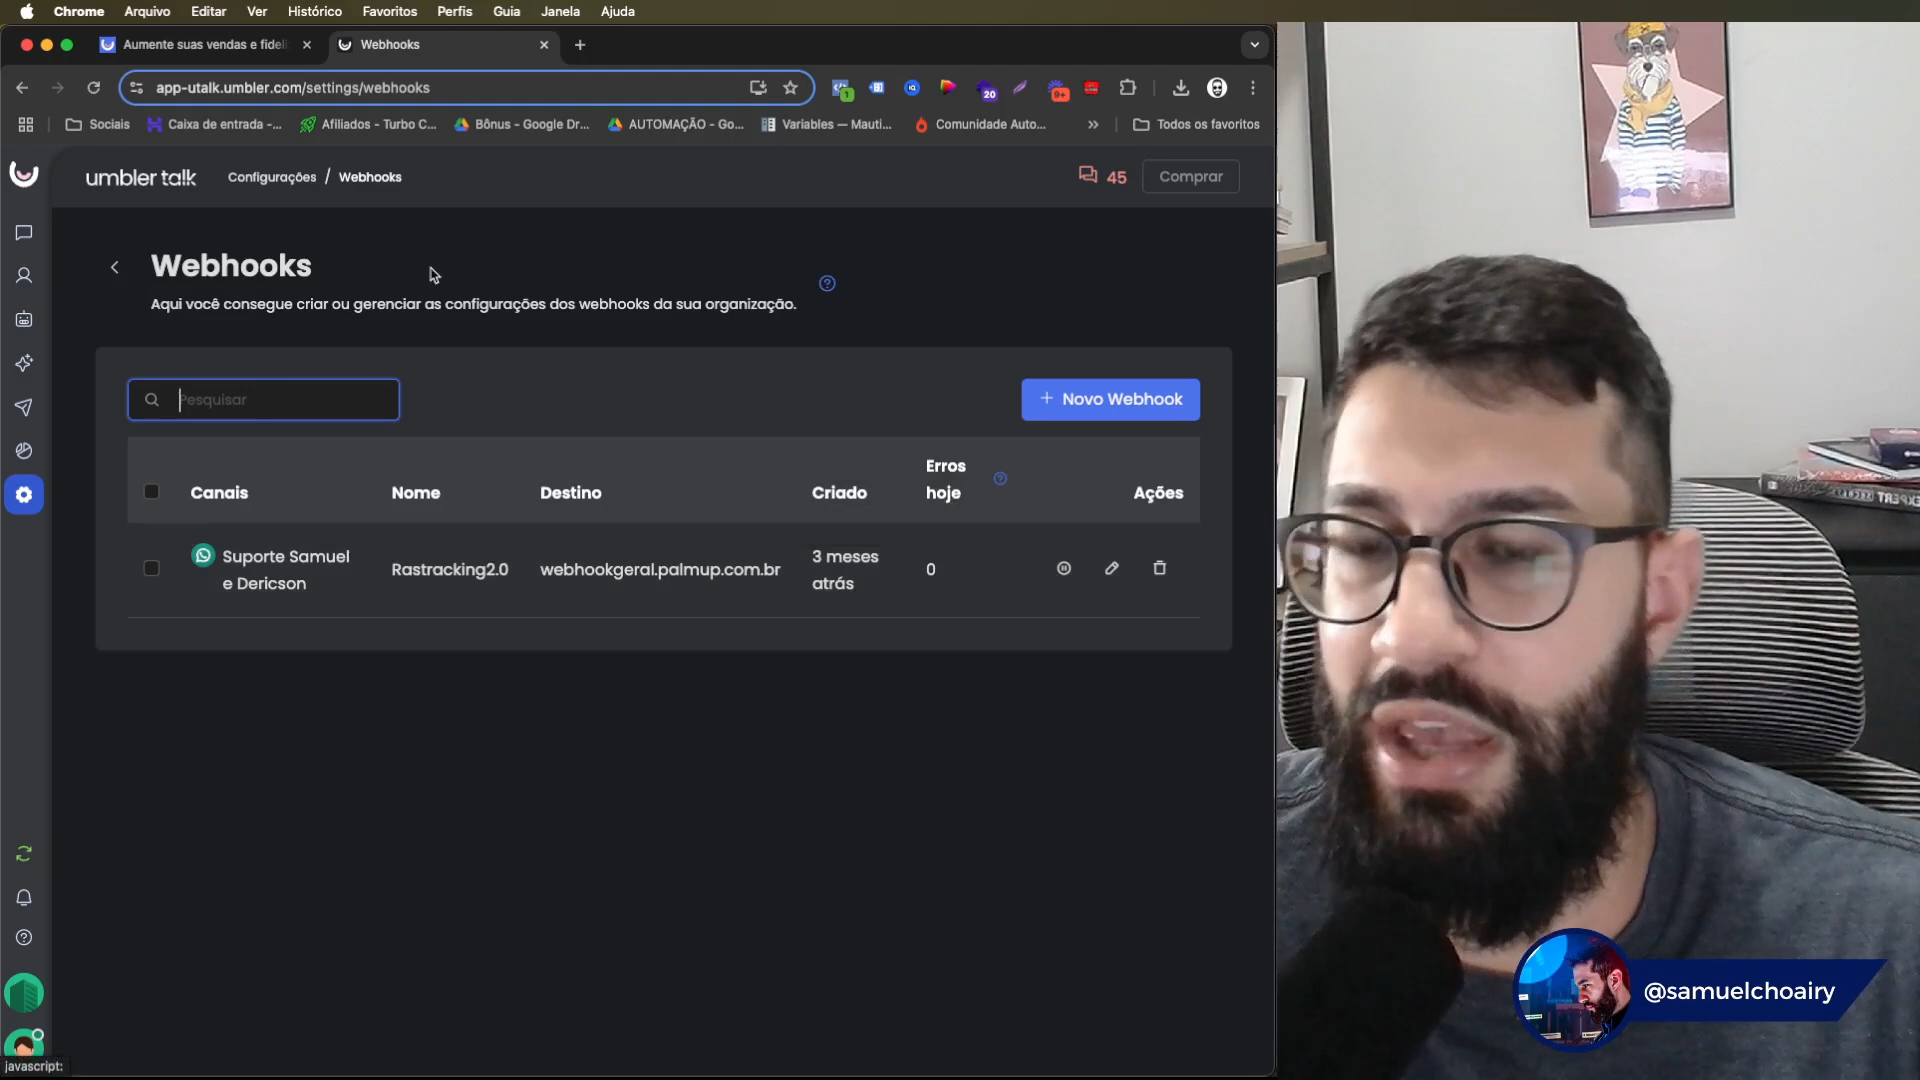 Chrome Arquivo Editar Ver Histórico Favoritos Perfis Guia Janela Ajuda
Aumente suas vendas e fideli
Webhooks
app-utalk.umbler.com/settings/webhooks
1
20
9+
Sociais
Caixa de entrada -...
Afiliados - Turbo C...
Bônus - Google Dr...
AUTOMAÇÃO - Go...
Variables — Mauti...
Comunidade Auto...
»
Todos os favoritos
umbler talk
Configurações / Webhooks
45
Comprar
Webhooks
Aqui você consegue criar ou gerenciar as configurações dos webhooks da sua organização.
Pesquisar
+ Novo Webhook
Canais Nome Destino Criado Erros hoje Ações
Suporte Samuel e Dericson
Rastracking2.0
webhookgeral.palmup.com.br
3 meses atrás
0
javascript:
@samuelchoairy